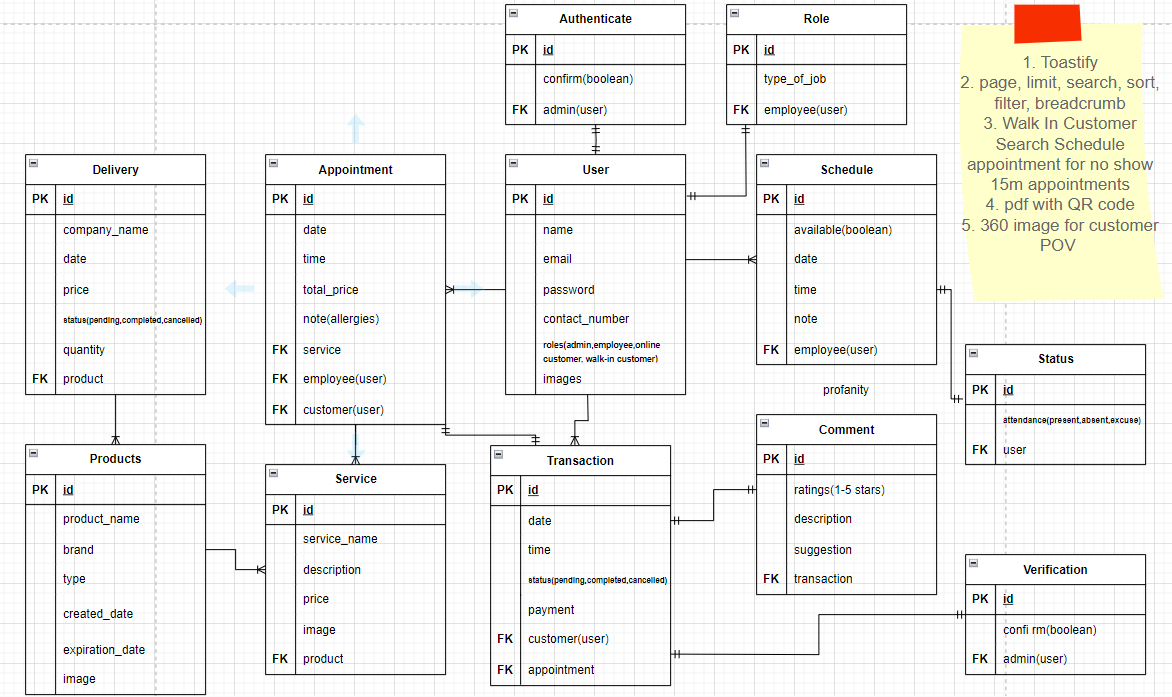 Authenticate
PK id
confirm(boolean)
FK admin(user)
Role
PK id
type_of_job
FK employee(user)
1. Toastify
2. page, limit, search, sort,
filter, breadcrumb
3. Walk In Customer
Search Schedule
appointment for no show
15m appointments
4. pdf with QR code
5. 360 image for customer
POV
Delivery
PK id
company_name
date
price
status(pending,completed,cancelled)
quantity
FK product
Appointment
PK id
date
time
total_price
note(allergies)
FK service
FK employee(user)
FK customer(user)
User
PK id
name
email
password
contact_number
roles(admin,employee,online
customer, walk-in customer)
images
Schedule
PK id
available(boolean)
date
time
note
FK employee(user)
Status
PK id
attendance(present,absent,excuse)
FK user
profanity
Products
PK id
product_name
brand
type
created_date
expiration_date
image
Service
PK id
service_name
description
price
image
FK product
Transaction
PK id
date
time
status(pending,completed,cancelled)
payment
FK customer(user)
FK appointment
Comment
PK id
ratings(1-5 stars)
description
suggestion
FK transaction
Verification
PK id
confi rm(boolean)
FK admin(user)